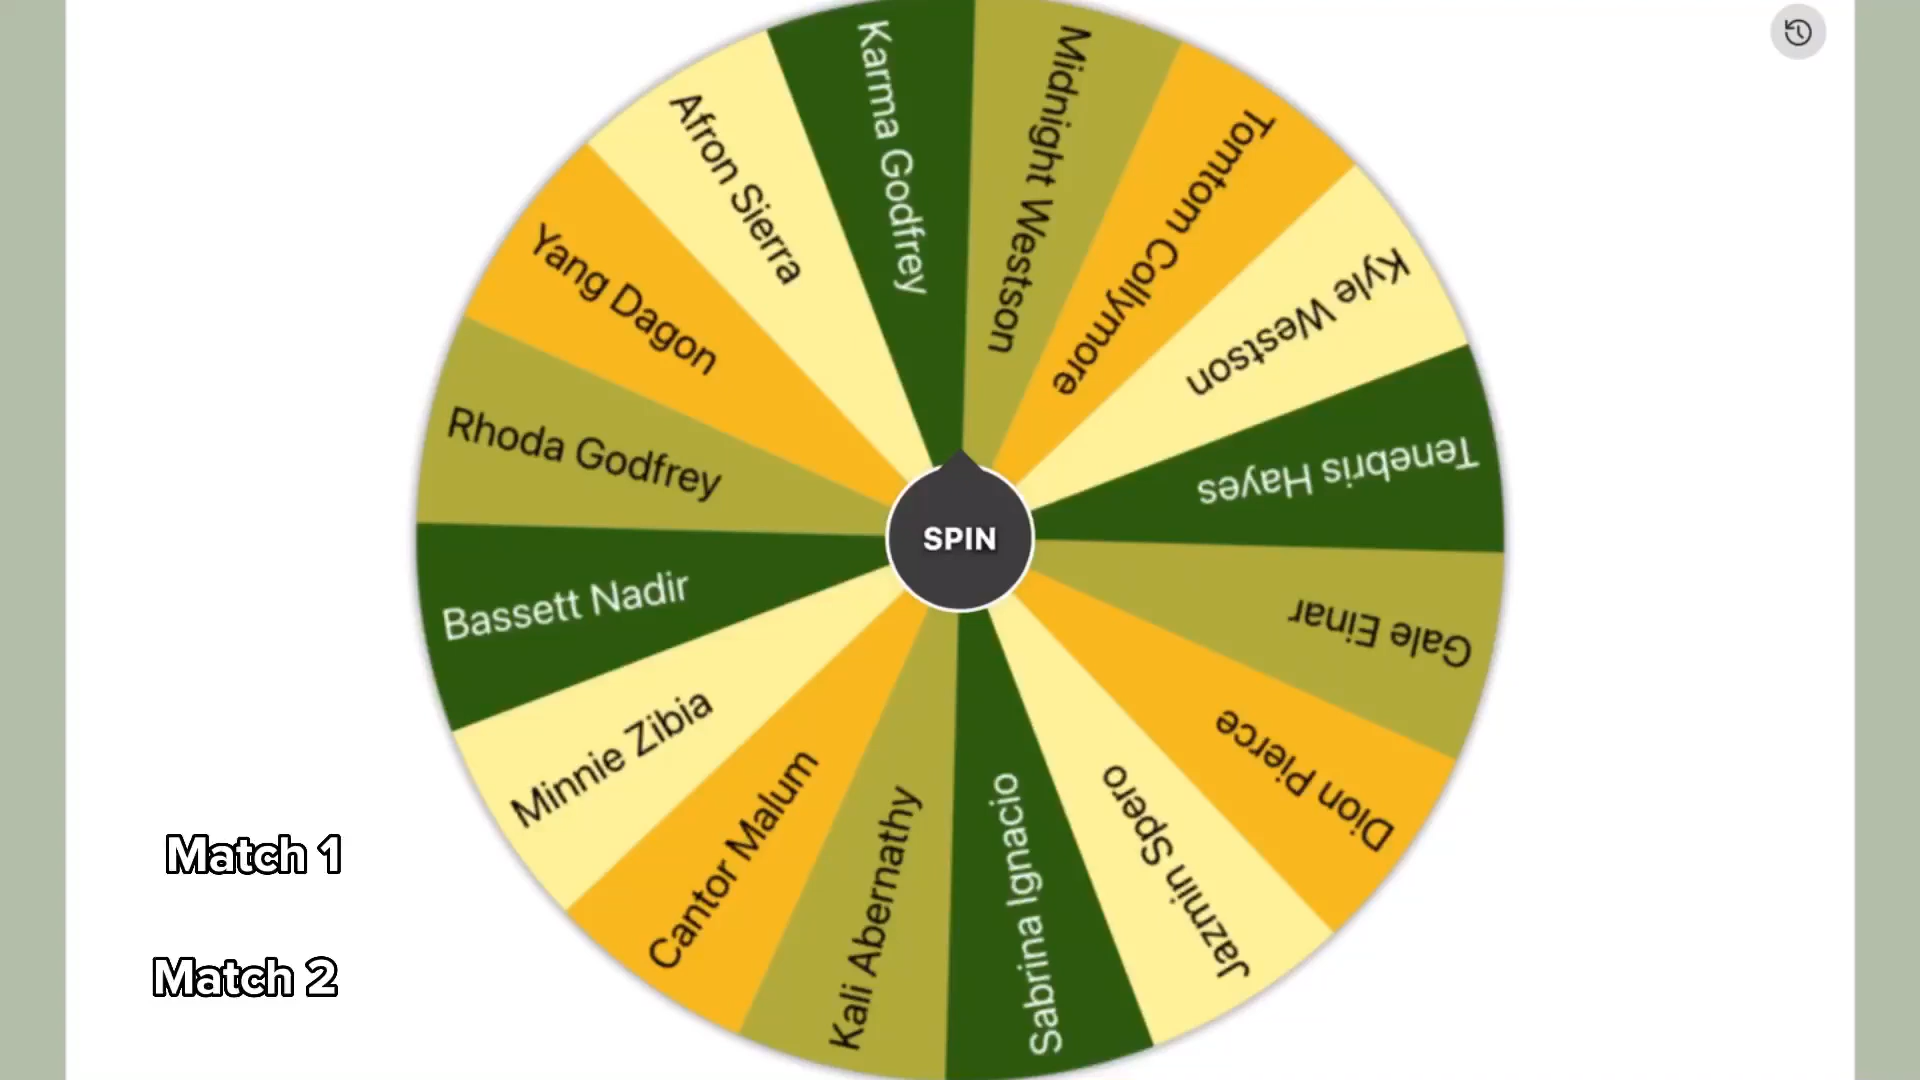 Karma Godfrey
Midnight Westson
Tomtom Collymore
Kyle Westson
Tenebris Hayes
Gale Einar
Dion Pierce
Jazmin Spero
Sabrina Ignacio
Kali Abernathy
Cantor Malum
Minnie Zibia
Bassett Nadir
Rhoda Godfrey
Yang Dagon
Afron Sierra
SPIN
Match 1
Match 2